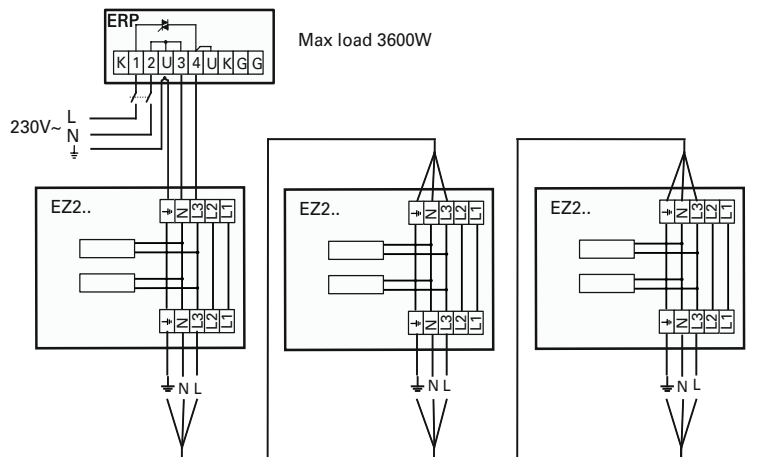 ERP
Max load 3600W
K 1 2 U 3 4 U K G G
L
230V~ N
EZ2.. N L3 L2 L1
EZ2.. N L3 L2 L1
EZ2.. N L3 L2 L1
N L3 L2 L1
N L3 L2 L1
N L3 L2 L1
N L
N L
N L